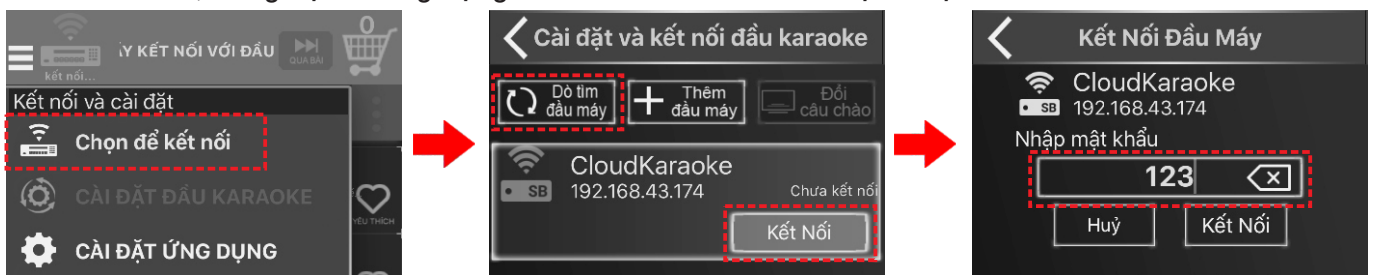 0
ẤY KẾT NỐI VỚI ĐẦU
QUA BÀI
kết nối...
Kết nối và cài đặt
Chọn để kết nối
CÀI ĐẶT ĐẦU KARAOKE
YÊU THÍCH
CÀI ĐẶT ỨNG DỤNG
Cài đặt và kết nối đầu karaoke
Dò tìm
đầu máy
Thêm
đầu máy
Đổi
câu chào
CloudKaraoke
SB 192.168.43.174
Chưa kết nối
Kết Nối
Kết Nối Đầu Máy
CloudKaraoke
SB 192.168.43.174
Nhập mật khẩu
123
Huỷ Kết Nối